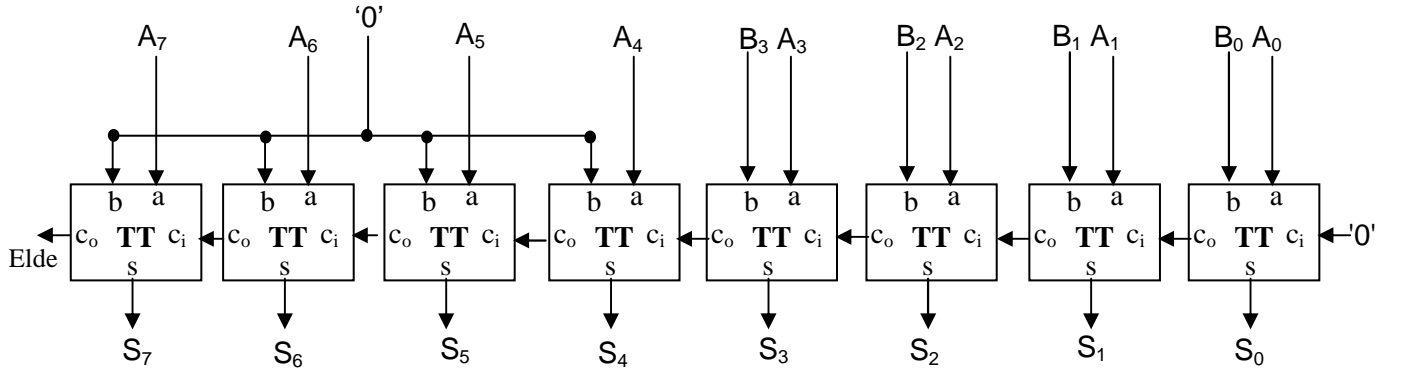 ‘0’
A₇ A₆ A₅ A₄ B₃ A₃ B₂ A₂ B₁ A₁ B₀ A₀
b a b a b a b a b a b a b a b a
cₒ TT cᵢ cₒ TT cᵢ cₒ TT cᵢ cₒ TT cᵢ cₒ TT cᵢ cₒ TT cᵢ cₒ TT cᵢ cₒ TT cᵢ '0'
Elde
s s s s s s s s
S₇ S₆ S₅ S₄ S₃ S₂ S₁ S₀